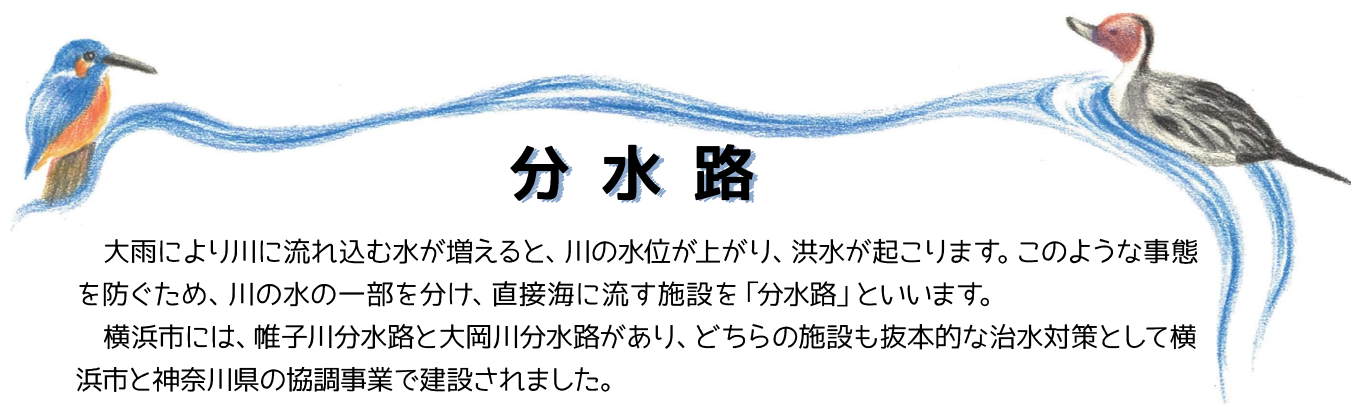 分水路
大雨により川に流れ込む水が増えると、川の水位が上がり、洪水が起こります。このような事態
を防ぐため、川の水の一部を分け、直接海に流す施設を「分水路」といいます。
横浜市には、帷子川分水路と大岡川分水路があり、どちらの施設も抜本的な治水対策として横
浜市と神奈川県の協調事業で建設されました。